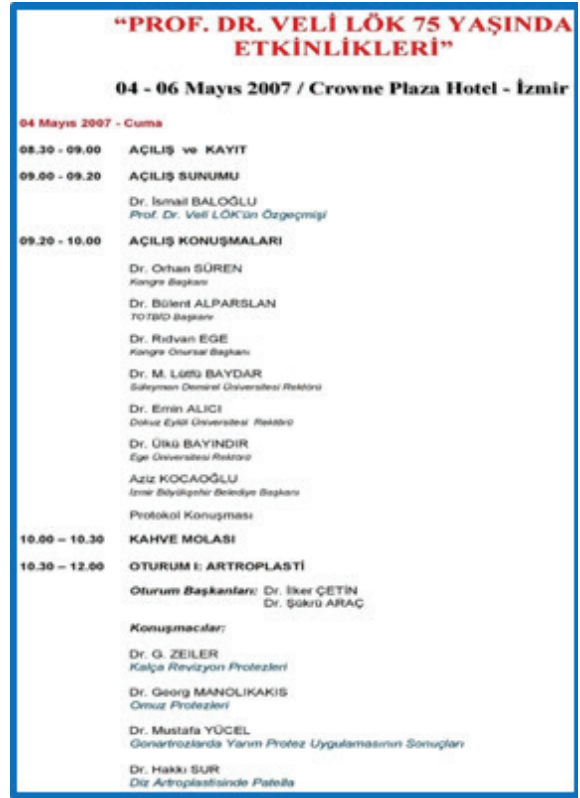 “PROF. DR. VELİ LÖK 75 YAŞINDA
ETKİNLİKLERİ”
04 - 06 Mayıs 2007 / Crowne Plaza Hotel - İzmir
04 Mayıs 2007 - Cuma
08.30 - 09.00 AÇILIŞ ve KAYIT
09.00 - 09.20 AÇILIŞ SUNUMU
Dr. İsmail BALOĞLU
Prof. Dr. Veli LÖK'ün Özgeçmişi
09.20 - 10.00 AÇILIŞ KONUŞMALARI
Dr. Orhan SÜREN
Kongre Başkanı
Dr. Bülent ALPARSLAN
TOTBİD Başkanı
Dr. Rıdvan EGE
Kongre Onursal Başkanı
Dr. M. Lütfü BAYDAR
Süleyman Demirel Üniversitesi Rektörü
Dr. Emin ALICI
Dokuz Eylül Üniversitesi Rektörü
Dr. Ülkü BAYINDIR
Ege Üniversitesi Rektörü
Aziz KOCAOĞLU
İzmir Büyükşehir Belediye Başkanı
Protokol Konuşması
10.00 – 10.30 KAHVE MOLASI
10.30 – 12.00 OTURUM I: ARTROPLASTİ
Oturum Başkanları: Dr. İlker ÇETİN
Dr. Şükrü ARAÇ
Konuşmacılar:
Dr. G. ZEILER
Kalça Revizyon Protezleri
Dr. Georg MANOLIKAKIS
Omuz Protezleri
Dr. Mustafa YÜCEL
Gonartrozlarda Yarım Protez Uygulamasının Sonuçları
Dr. Hakkı SUR
Diz Artroplastisinde Patella